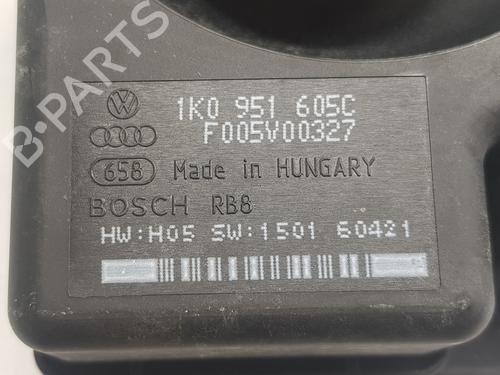 B-PARTS
1K0 951 605C
F005V00327
658 Made in HUNGARY
BOSCH RB8
HW:H05 SW:1501 60421